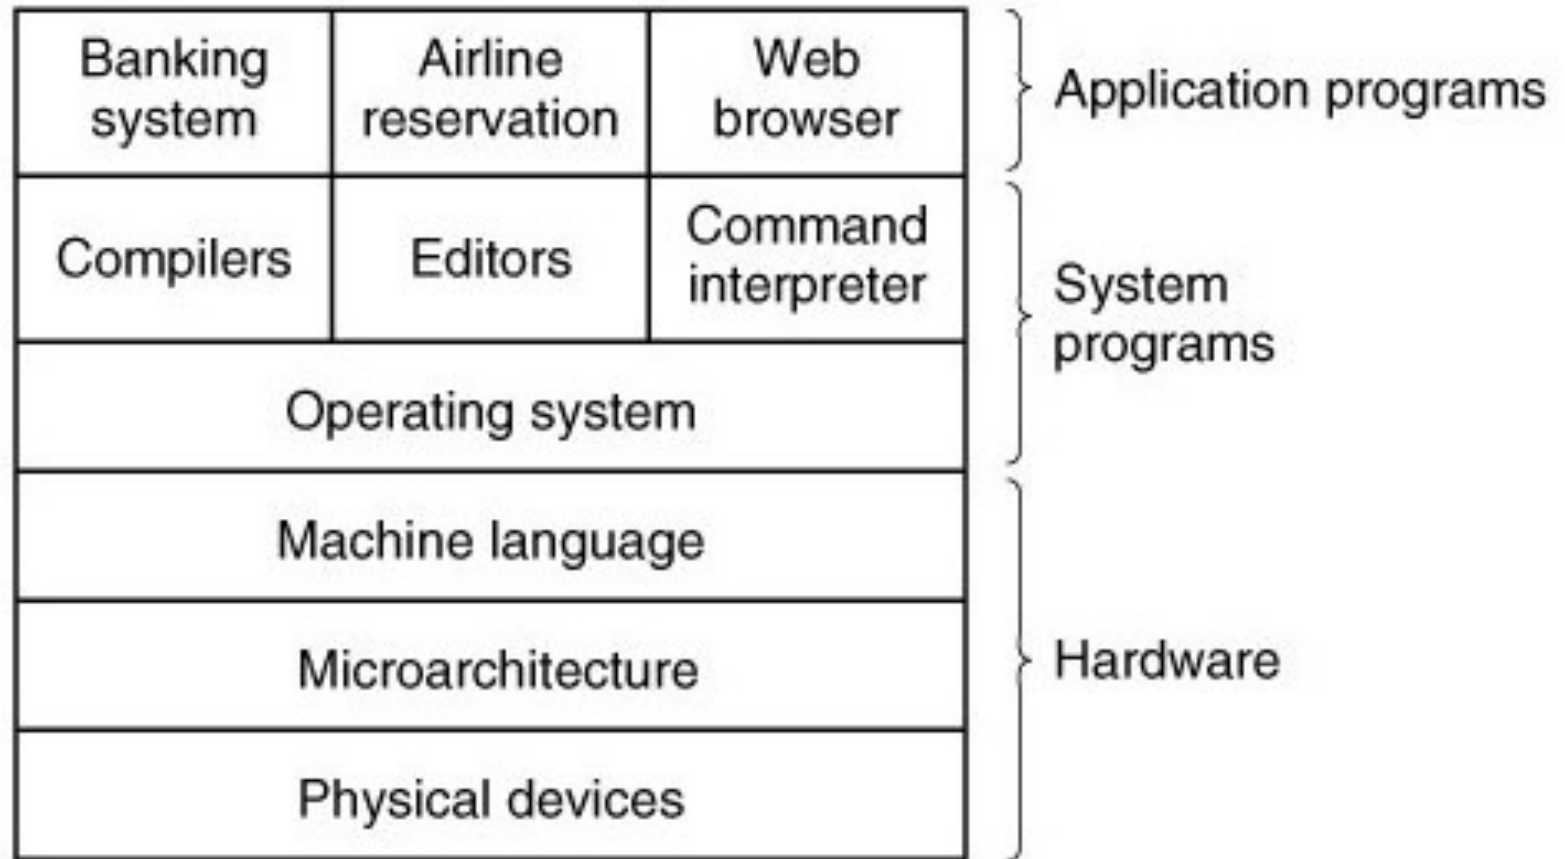 Banking
system
Airline
reservation
Web
browser
Application programs
Compilers
Editors
Command
interpreter
System
programs
Operating system
Machine language
Microarchitecture
Hardware
Physical devices